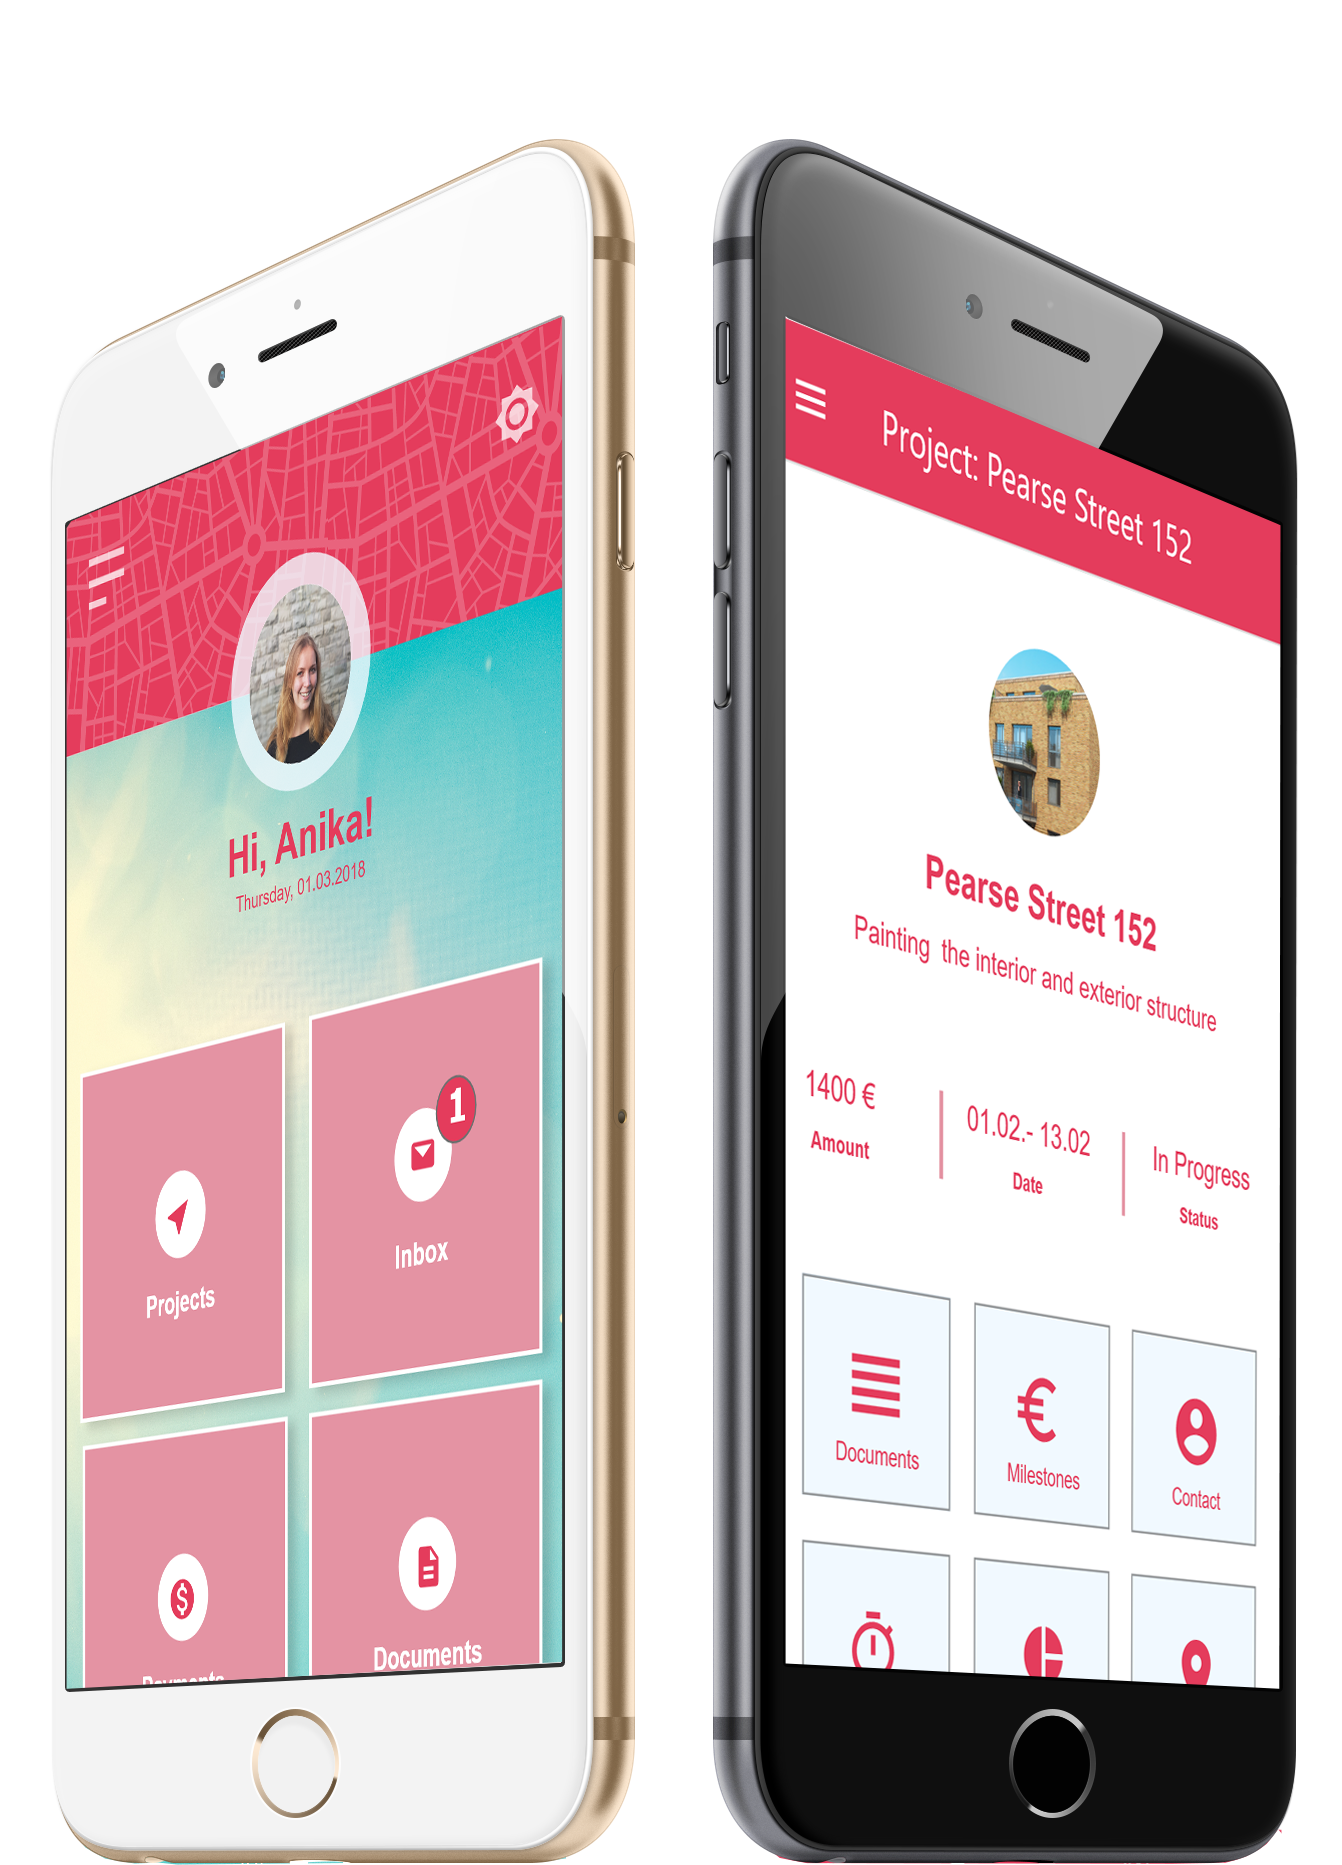 Hi, Anika!
Thursday, 01.03.2018
Projects
1
Inbox
$
Payments
Documents
Project: Pearse Street 152
Pearse Street 152
Painting  the interior and exterior structure
1400 €
Amount
01.02.- 13.02
Date
In Progress
Status
Documents
€
Milestones
Contact